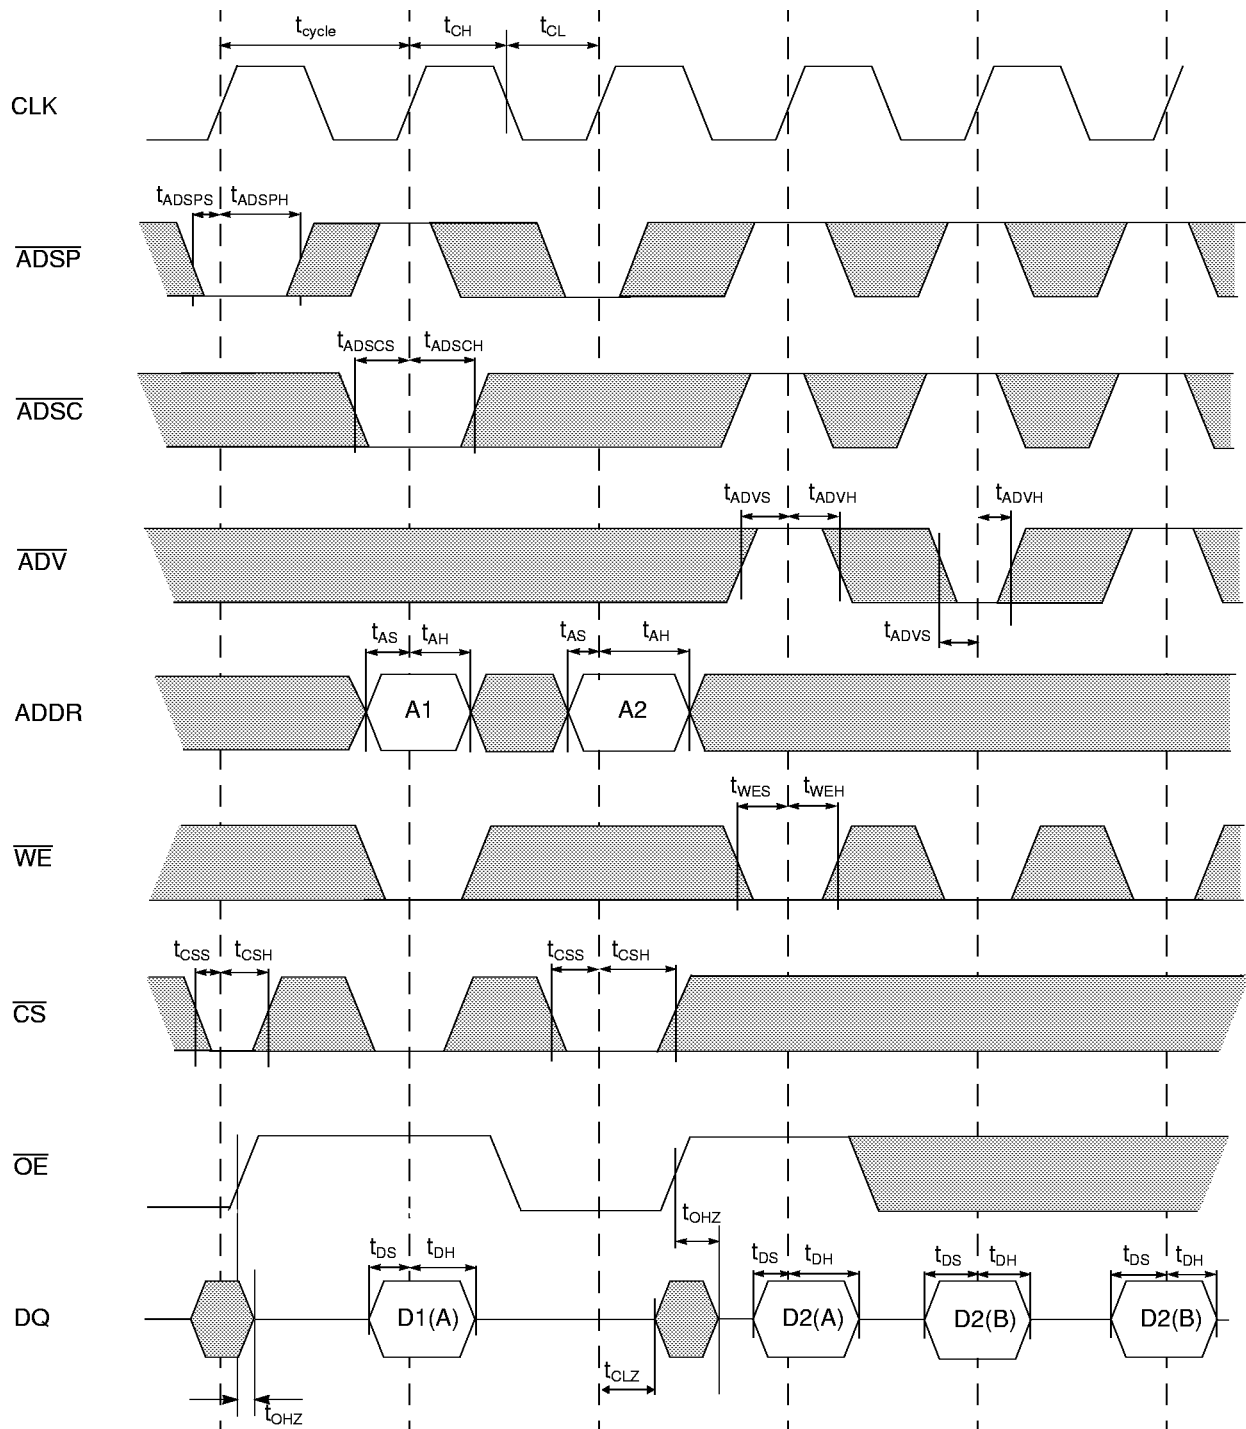 tcycle tCH tCL
CLK
tADSPS tADSPH
ADSP
tADSCS tADSCH
ADSC
tADVS tADVH tADVH
ADV
tADVS
tAS tAH tAS tAH
ADDR A1 A2
tWES tWEH
WE
tCSS tCSH tCSS tCSH
CS
OE
tOHZ
tDS tDH tDS tDH tDS tDH tDS tDH
DQ D1(A) D2(A) D2(B) D2(B)
tCLZ
tOHZ